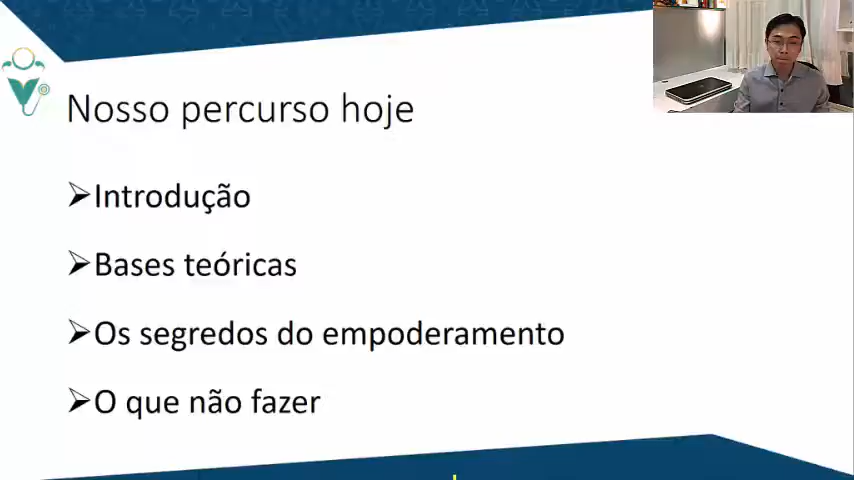 Nosso percurso hoje
Introdução
Bases teóricas
Os segredos do empoderamento
O que não fazer